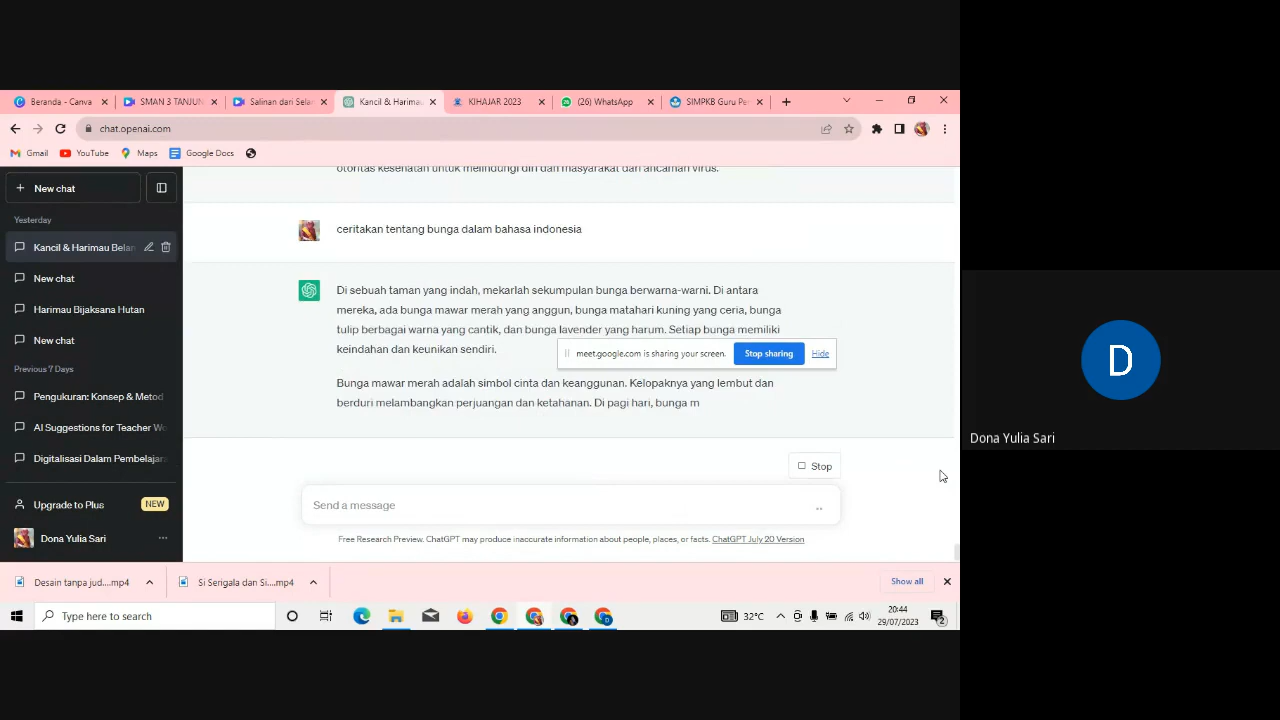 Beranda - Canva
SMAN 3 TANJUN
Salinan dari Selan
Kancil & Harimau
KIHAJAR 2023
(26) WhatsApp
SIMPKB Guru Pe
chat.openai.com
Gmail
YouTube
Maps
Google Docs
New chat
otoritas kesehatan untuk melindungi diri dan masyarakat dari ancaman virus.
Yesterday
Kancil & Harimau Belan
New chat
Harimau Bijaksana Hutan
New chat
Previous 7 Days
Pengukuran: Konsep & Metod
AI Suggestions for Teacher Wo
Digitalisasi Dalam Pembelajar
Upgrade to Plus
NEW
Dona Yulia Sari
ceritakan tentang bunga dalam bahasa indonesia
Di sebuah taman yang indah, mekarlah sekumpulan bunga berwarna-warni. Di antara
mereka, ada bunga mawar merah yang anggun, bunga matahari kuning yang ceria, bunga
tulip berbagai warna yang cantik, dan bunga lavender yang harum. Setiap bunga memiliki
keindahan dan keunikan sendiri.
meet.google.com is sharing your screen.
Stop sharing
Hide
Bunga mawar merah adalah simbol cinta dan keanggunan. Kelopaknya yang lembut dan
berduri melambangkan perjuangan dan ketahanan. Di pagi hari, bunga m
Stop
Send a message
Free Research Preview. ChatGPT may produce inaccurate information about people, places, or facts. ChatGPT July 20 Version
Desain tanpa jud....mp4
Si Serigala dan Si....mp4
Show all
Type here to search
32°C
20:44
29/07/2023
2
D
Dona Yulia Sari